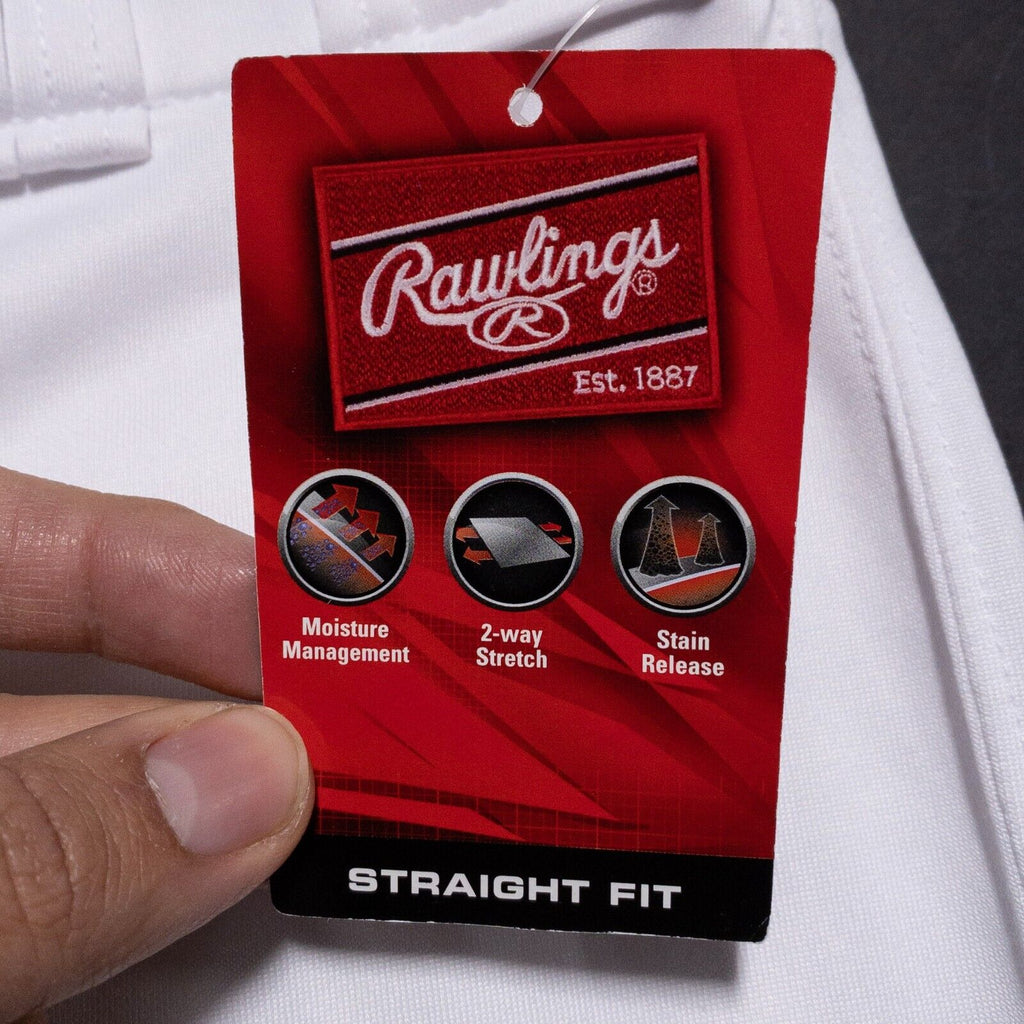 Rawlings®
R
Est. 1887
Moisture
Management
2-way
Stretch
Stain
Release
STRAIGHT FIT